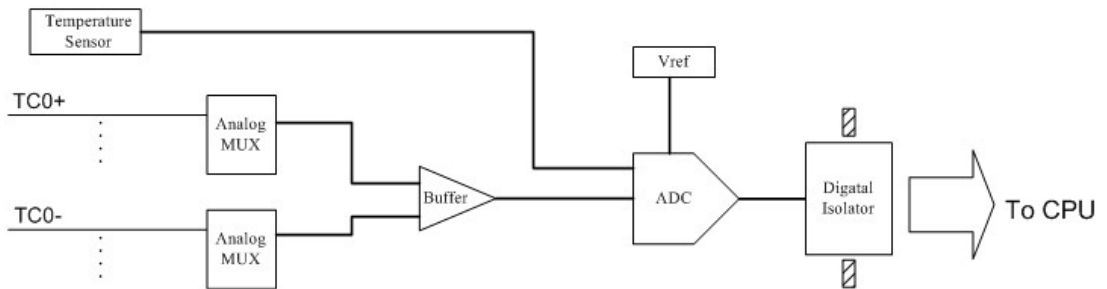 Temperature
Sensor
Vref
TC0+
Analog
MUX
Buffer
ADC
Digatal
Isolator
To CPU
TC0-
Analog
MUX